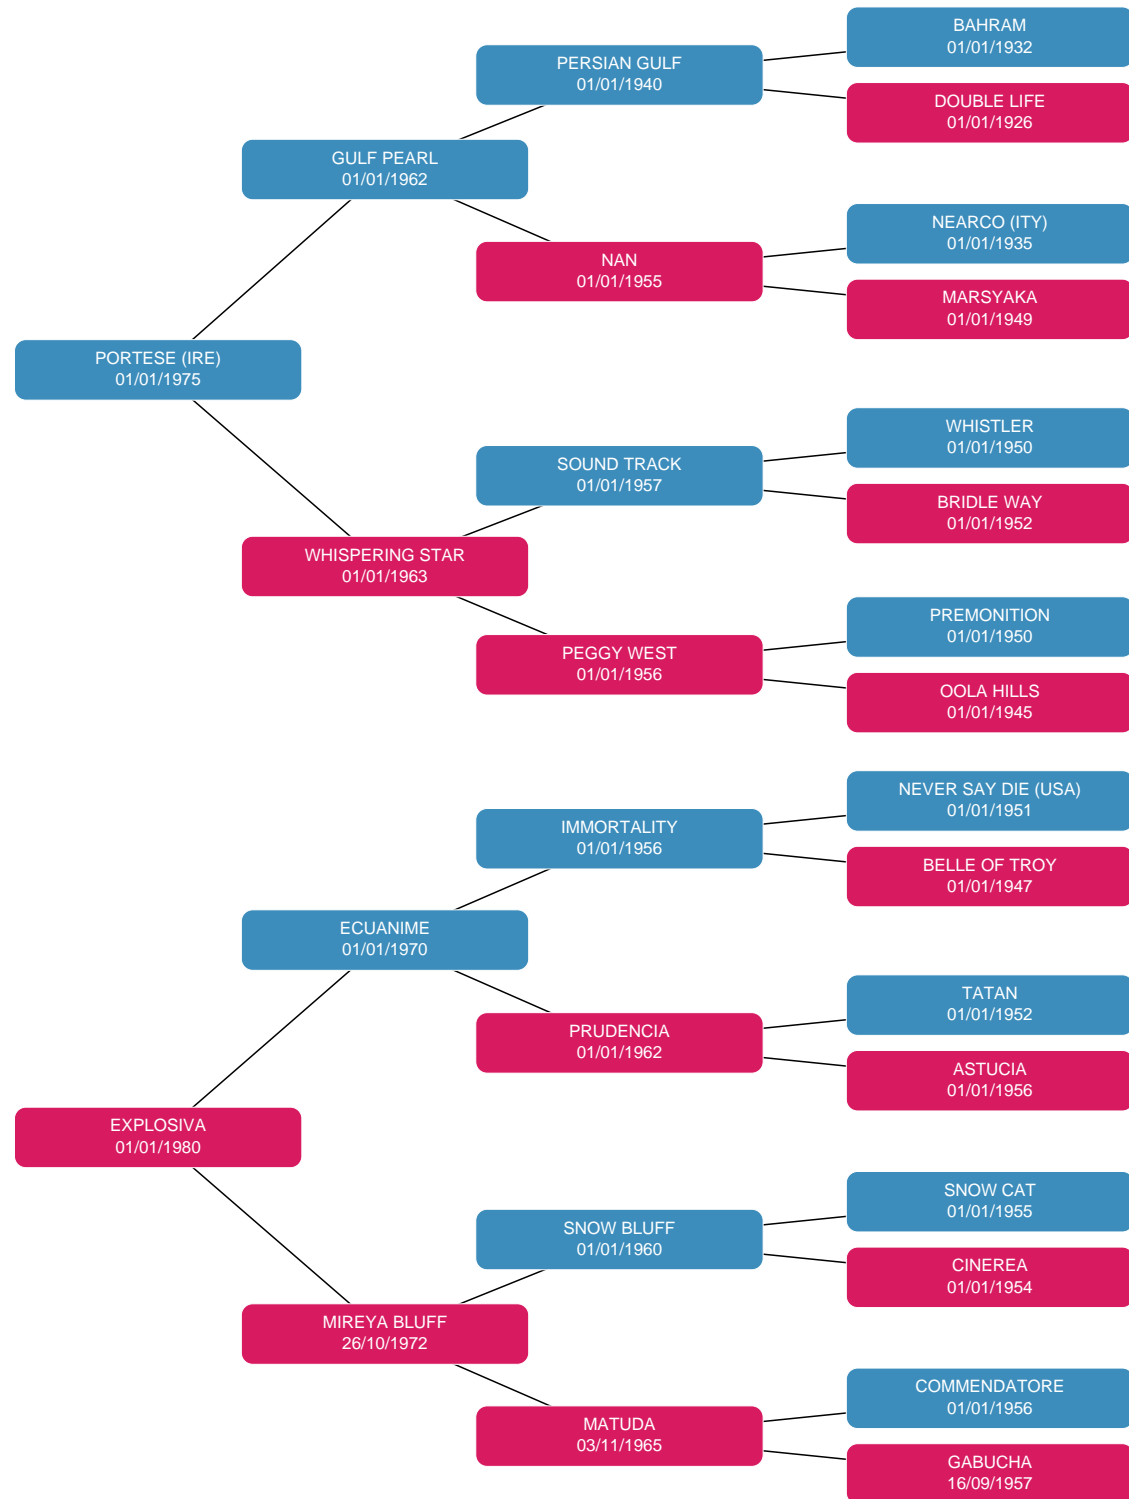 BAHRAM
01/01/1932
PERSIAN GULF
01/01/1940
DOUBLE LIFE
01/01/1926
GULF PEARL
01/01/1962
NEARCO (ITY)
01/01/1935
NAN
01/01/1955
MARSYAKA
01/01/1949
PORTESE (IRE)
01/01/1975
WHISTLER
01/01/1950
SOUND TRACK
01/01/1957
BRIDLE WAY
01/01/1952
WHISPERING STAR
01/01/1963
PREMONITION
01/01/1950
PEGGY WEST
01/01/1956
OOLA HILLS
01/01/1945
NEVER SAY DIE (USA)
01/01/1951
IMMORTALITY
01/01/1956
BELLE OF TROY
01/01/1947
ECUANIME
01/01/1970
TATAN
01/01/1952
PRUDENCIA
01/01/1962
ASTUCIA
01/01/1956
EXPLOSIVA
01/01/1980
SNOW CAT
01/01/1955
SNOW BLUFF
01/01/1960
CINEREA
01/01/1954
MIREYA BLUFF
26/10/1972
COMMENDATORE
01/01/1956
MATUDA
03/11/1965
GABUCHA
16/09/1957